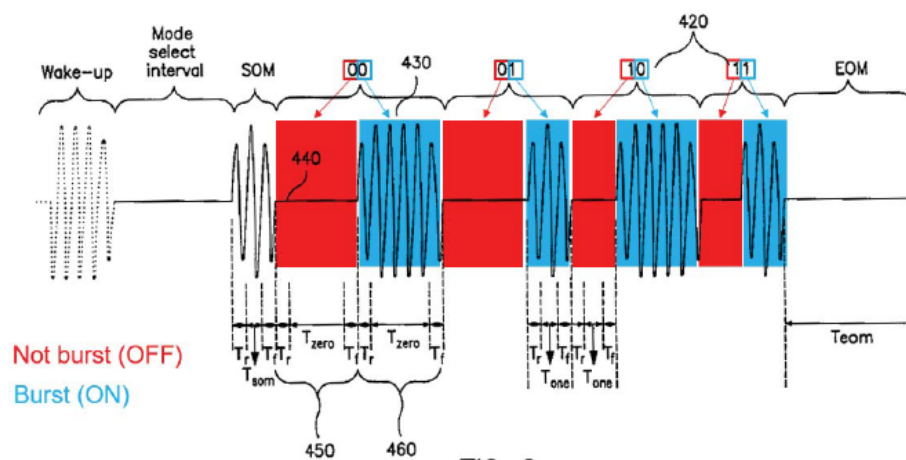 Wake-up
Mode
select
interval
SOM
00
430
01
420
10
11
EOM
440
Tr Tf Tr Tzero Tf Tr Tzero Tf
Tsom
Tr Tf Tr Tf
Tone Tone
Teom
Not burst (OFF)
Burst (ON)
450
460